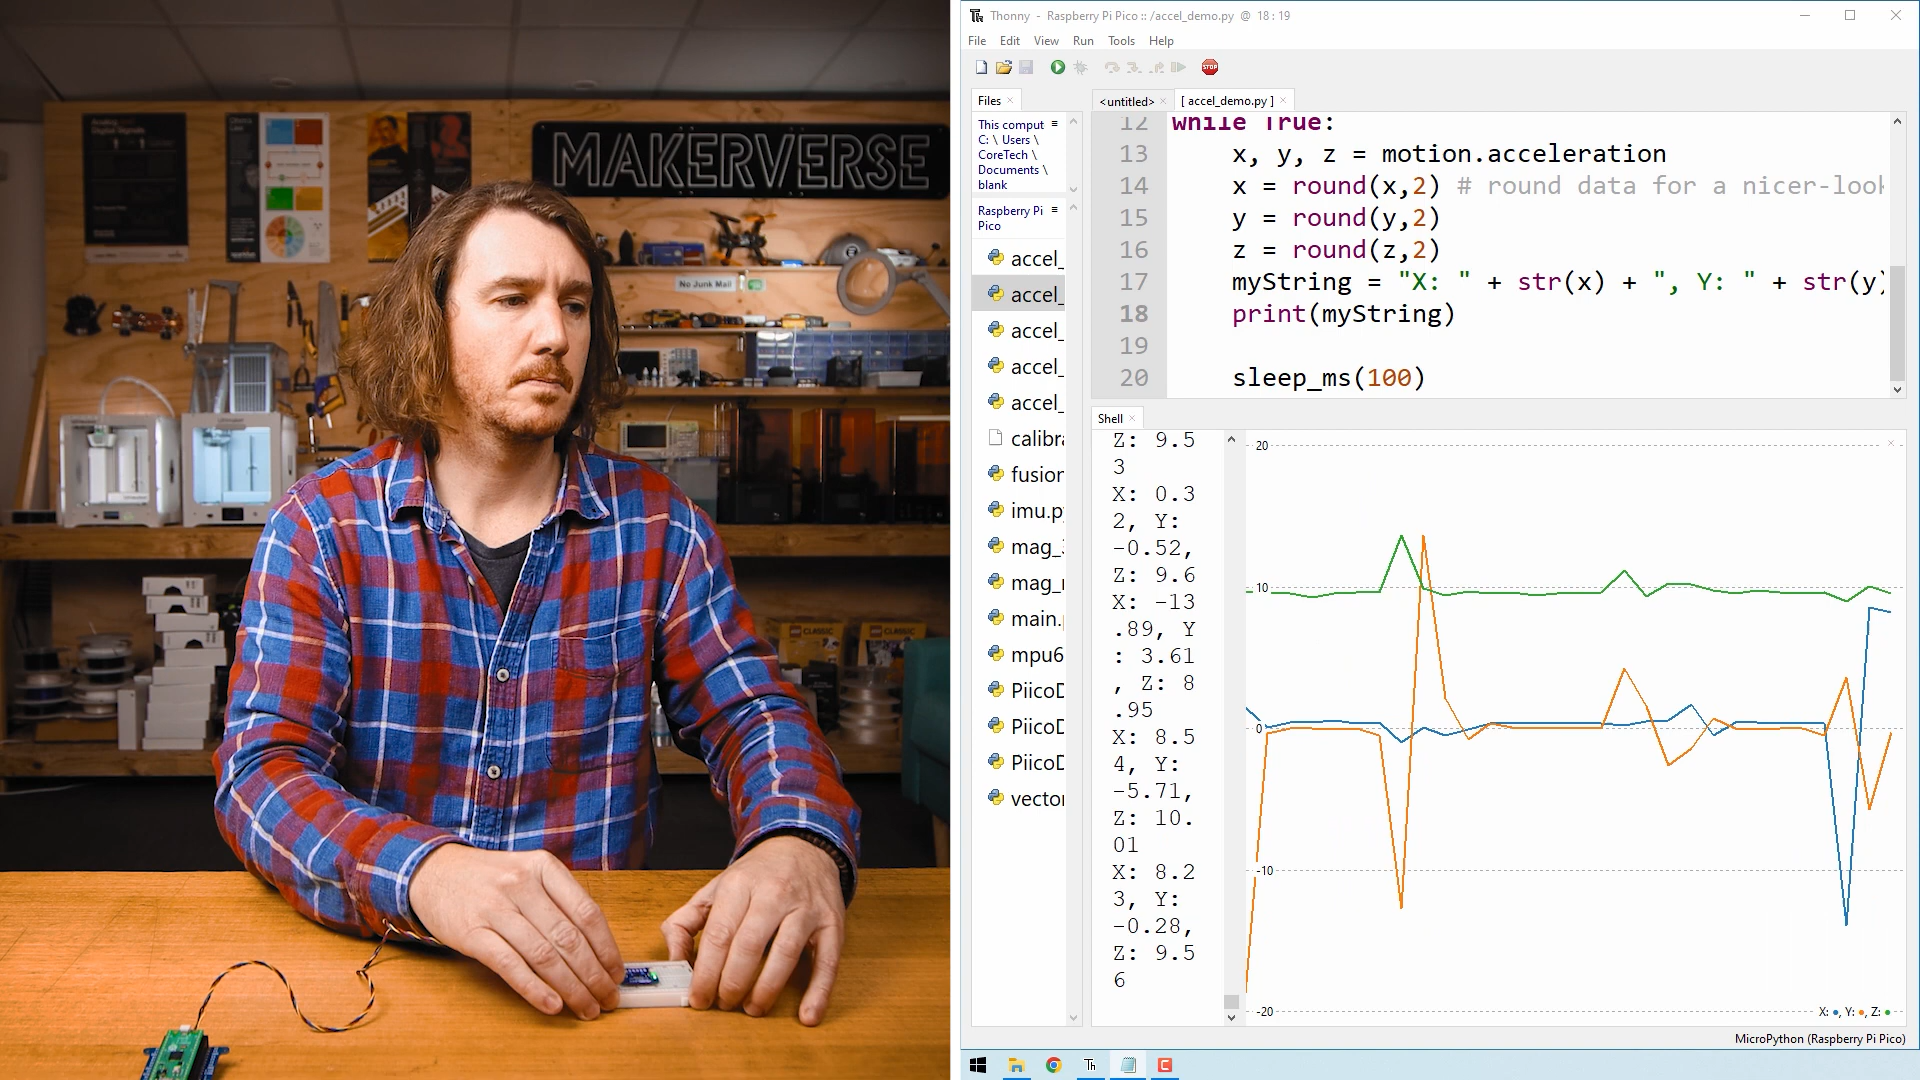 MAKERVERSE
No Junk Mail
Thonny - Raspberry Pi Pico :: /accel_demo.py @ 18 : 19
File Edit View Run Tools Help
STOP
Files
This comput
C: \ Users \
CoreTech \
Documents \
blank
Raspberry Pi
Pico
accel_
accel_
accel_
accel_
accel_
calibra
fusion
imu.py
mag_
mag_
main.
mpu6
PiicoD
PiicoD
PiicoD
vector
<untitled> [ accel_demo.py ]
12 while True:
13 x, y, z = motion.acceleration
14 x = round(x,2) # round data for a nicer-look
15 y = round(y,2)
16 z = round(z,2)
17 myString = "X: " + str(x) + ", Y: " + str(y)
18 print(myString)
19
20 sleep_ms(100)
Shell
Z: 9.5
3
X: 0.3
2, Y:
-0.52,
Z: 9.6
X: -13
.89, Y
: 3.61
, Z: 8
.95
X: 8.5
4, Y:
-5.71,
Z: 10.
01
X: 8.2
3, Y:
-0.28,
Z: 9.5
6
20
10
0
-10
-20
X: , Y: , Z:
MicroPython (Raspberry Pi Pico)